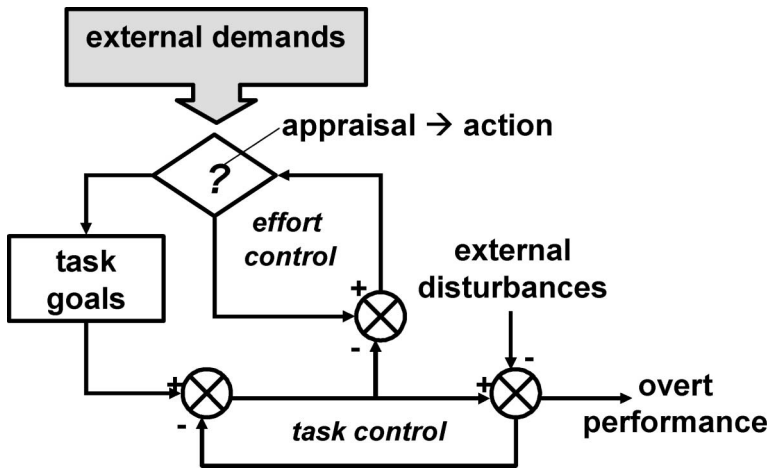 external demands
appraisal → action
?
effort
control
task
goals
external
disturbances
+
-
-
+
+
-
overt
performance
task control